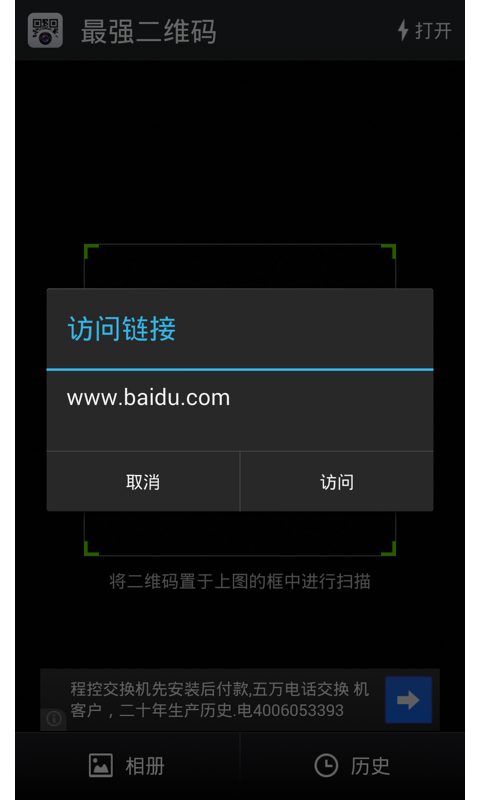 最强二维码
打开
访问链接
www.baidu.com
取消
访问
将二维码置于上图的框中进行扫描
程控交换机先安装后付款,五万电话交换 机
客户，二十年生产历史.电4006053393
相册
历史